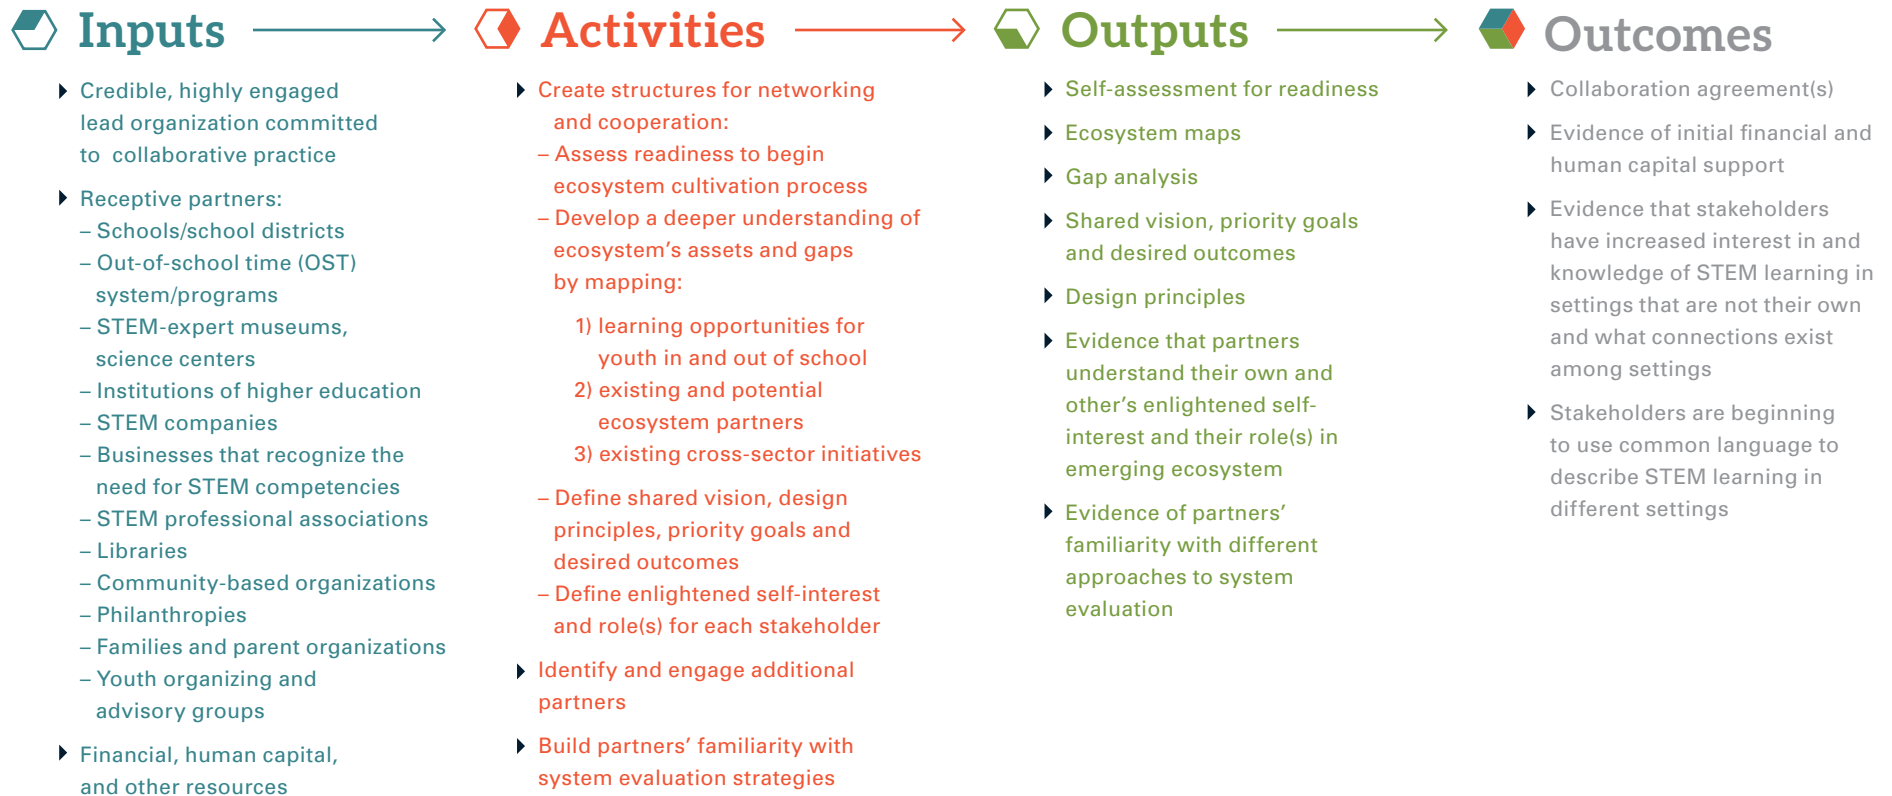 Inputs
Credible, highly engaged
lead organization committed
to collaborative practice
Receptive partners:
– Schools/school districts
– Out-of-school time (OST)
system/programs
– STEM-expert museums,
science centers
– Institutions of higher education
– STEM companies
– Businesses that recognize the
need for STEM competencies
– STEM professional associations
– Libraries
– Community-based organizations
– Philanthropies
– Families and parent organizations
– Youth organizing and
advisory groups
Financial, human capital,
and other resources
Activities
Create structures for networking
and cooperation:
– Assess readiness to begin
ecosystem cultivation process
– Develop a deeper understanding of
ecosystem’s assets and gaps
by mapping:
1) learning opportunities for
youth in and out of school
2) existing and potential
ecosystem partners
3) existing cross-sector initiatives
– Define shared vision, design
principles, priority goals and
desired outcomes
– Define enlightened self-interest
and role(s) for each stakeholder
Identify and engage additional
partners
Build partners’ familiarity with
system evaluation strategies
Outputs
Self-assessment for readiness
Ecosystem maps
Gap analysis
Shared vision, priority goals
and desired outcomes
Design principles
Evidence that partners
understand their own and
other’s enlightened self-
interest and their role(s) in
emerging ecosystem
Evidence of partners’
familiarity with different
approaches to system
evaluation
Outcomes
Collaboration agreement(s)
Evidence of initial financial and
human capital support
Evidence that stakeholders
have increased interest in and
knowledge of STEM learning in
settings that are not their own
and what connections exist
among settings
Stakeholders are beginning
to use common language to
describe STEM learning in
different settings